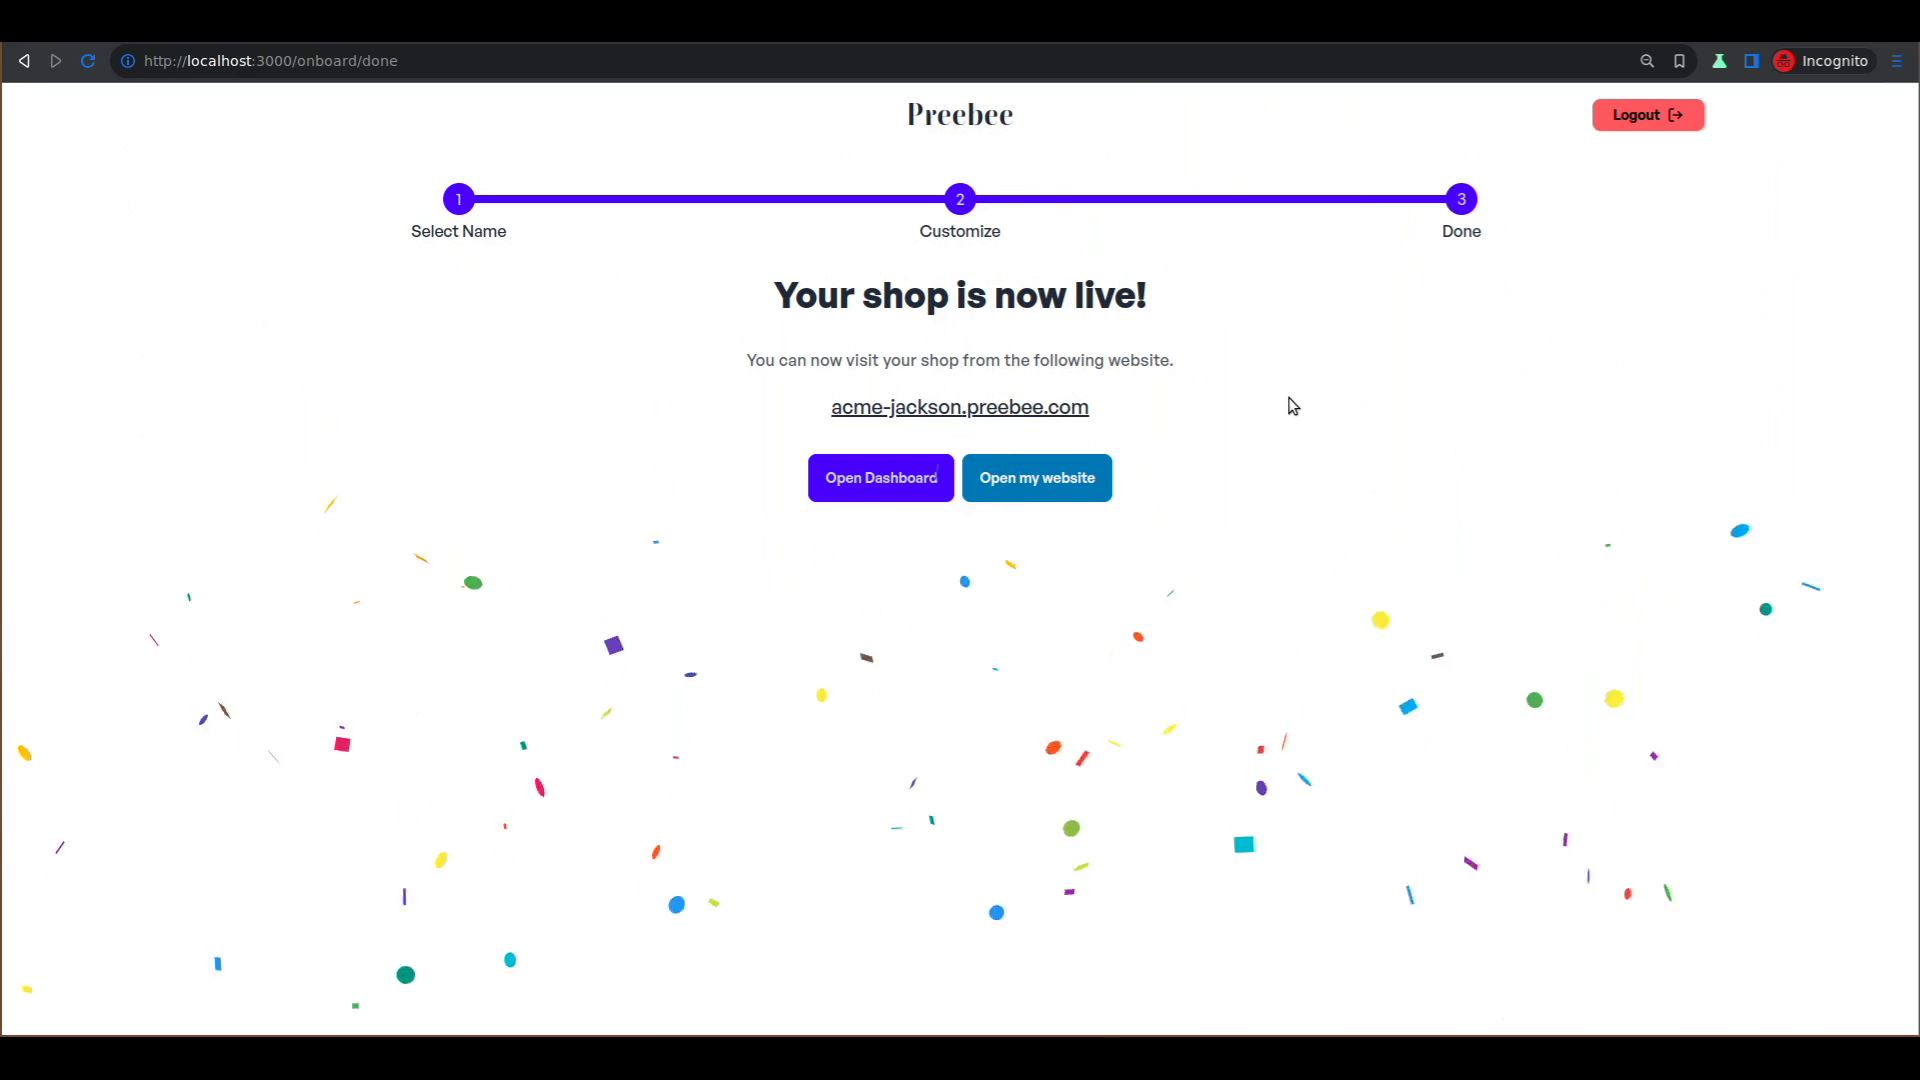 http://localhost:3000/onboard/done
Incognito
Preebee
Logout
1
2
3
Select Name
Customize
Done
Your shop is now live!
You can now visit your shop from the following website.
acme-jackson.preebee.com
Open Dashboard
Open my website